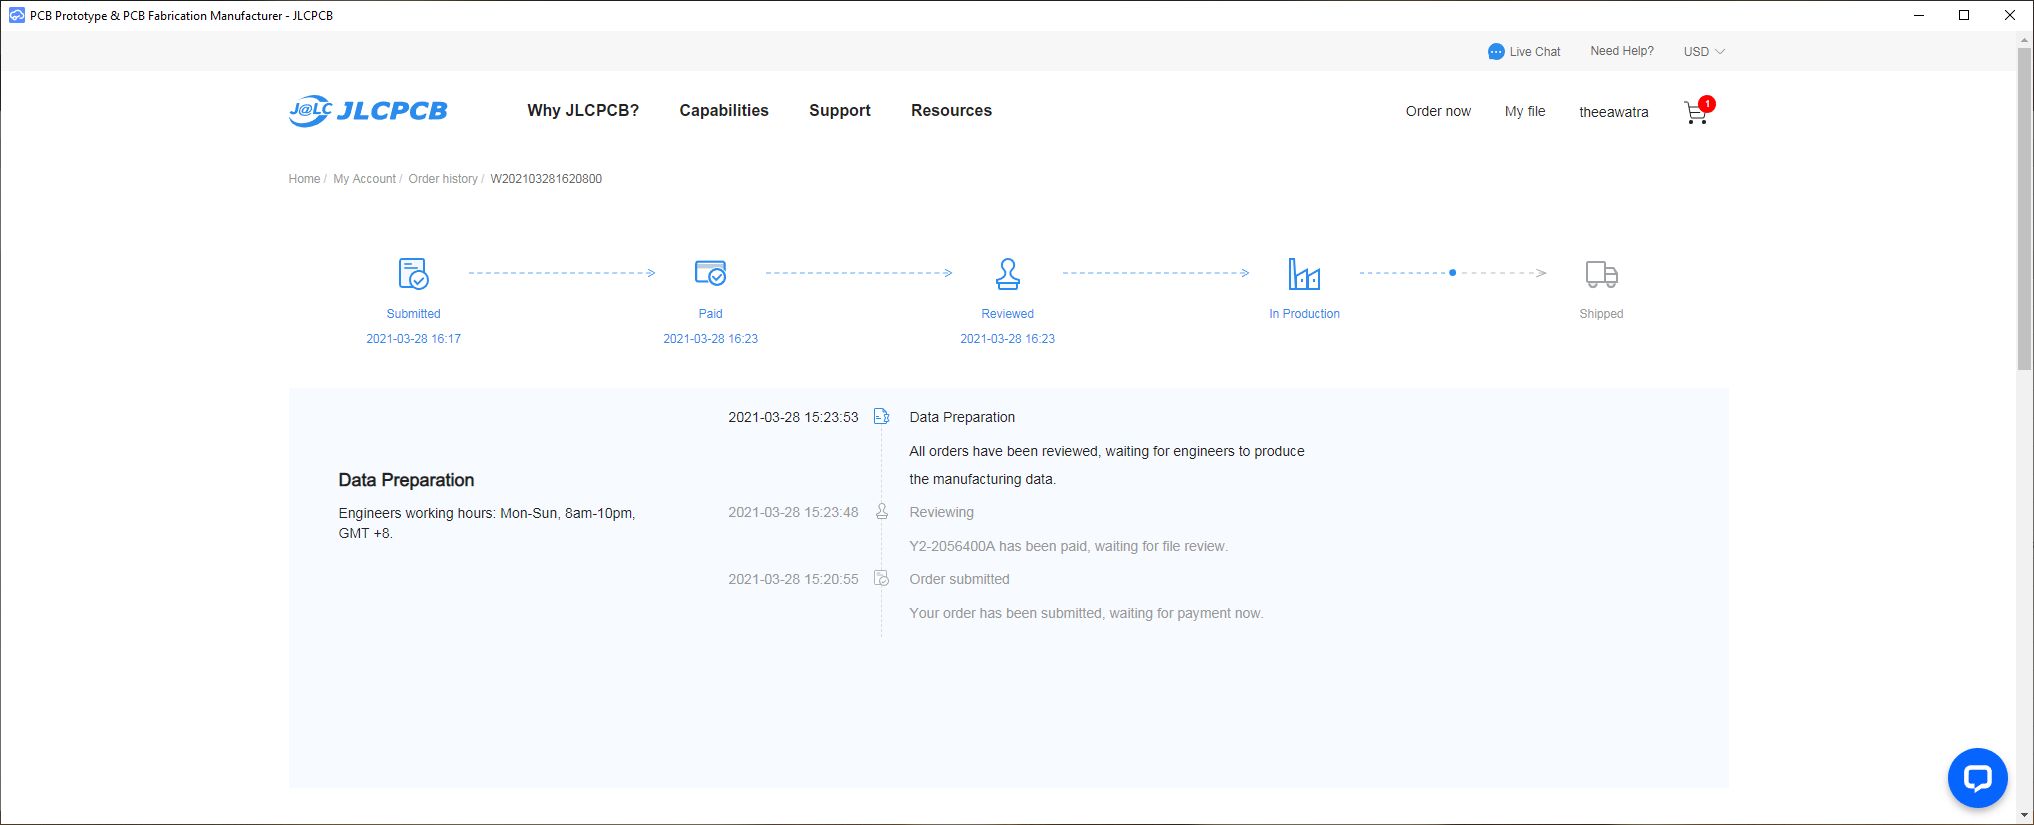 PCB Prototype & PCB Fabrication Manufacturer - JLCPCB
Live Chat Need Help? USD
J@LC JLCPCB Why JLCPCB? Capabilities Support Resources Order now My file theeawatra 1
Home / My Account / Order history / W202103281620800
Submitted Paid Reviewed In Production Shipped
2021-03-28 16:17 2021-03-28 16:23 2021-03-28 16:23
2021-03-28 15:23:53 Data Preparation
All orders have been reviewed, waiting for engineers to produce
the manufacturing data.
Data Preparation
Engineers working hours: Mon-Sun, 8am-10pm,
GMT +8.
2021-03-28 15:23:48 Reviewing
Y2-2056400A has been paid, waiting for file review.
2021-03-28 15:20:55 Order submitted
Your order has been submitted, waiting for payment now.